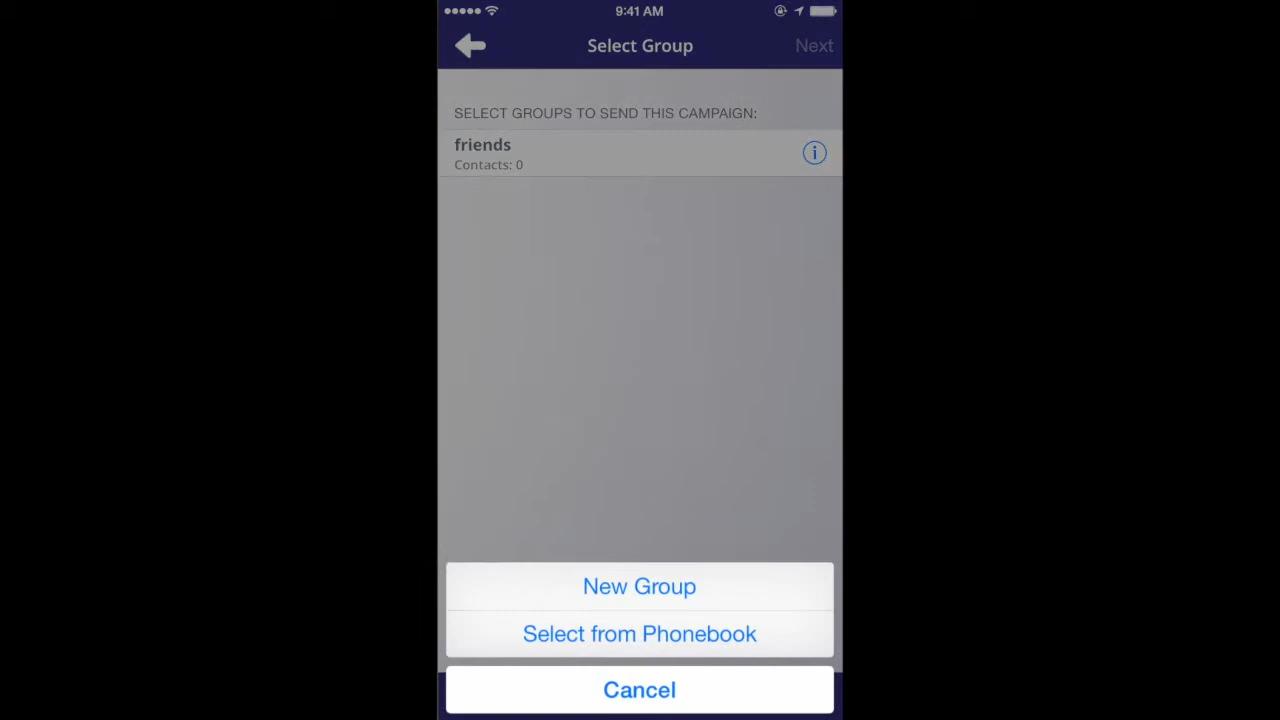 9:41 AM
Select Group
Next
SELECT GROUPS TO SEND THIS CAMPAIGN:
friends
Contacts: 0
New Group
Select from Phonebook
Cancel